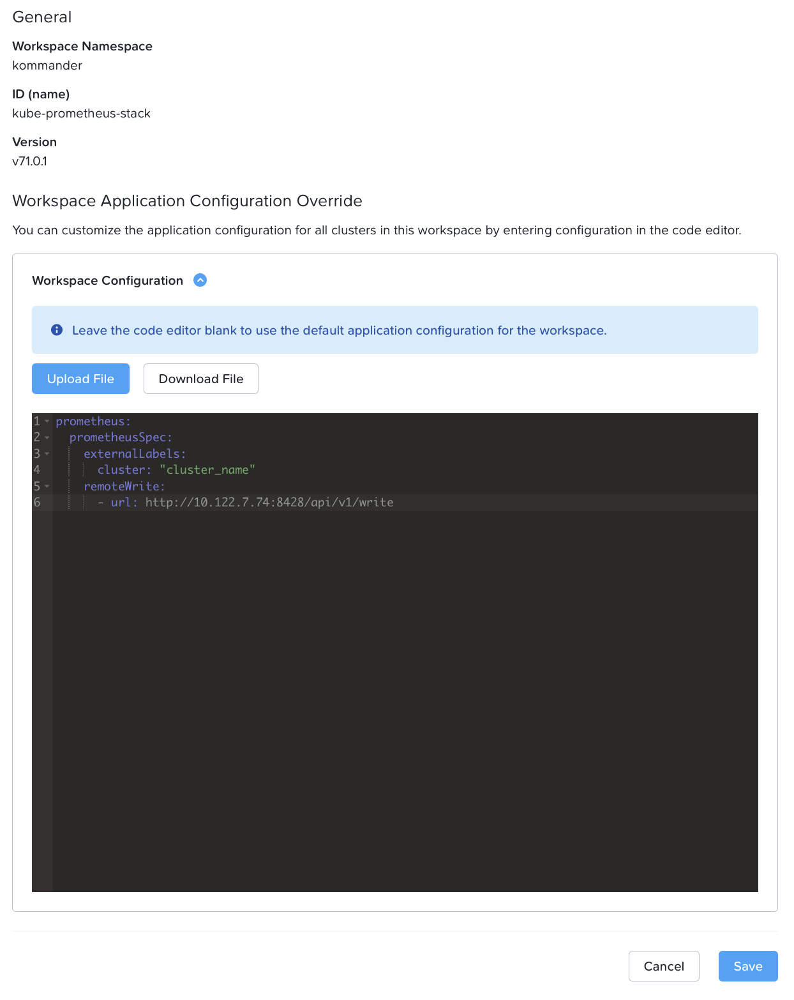 General
Workspace Namespace
kommander
ID (name)
kube-prometheus-stack
Version
v71.0.1
Workspace Application Configuration Override
You can customize the application configuration for all clusters in this workspace by entering configuration in the code editor.
Workspace Configuration
Leave the code editor blank to use the default application configuration for the workspace.
Upload File Download File
1 prometheus:
2   prometheusSpec:
3     externalLabels:
4       cluster: "cluster_name"
5     remoteWrite:
6       - url: http://10.122.7.74:8428/api/v1/write
Cancel Save